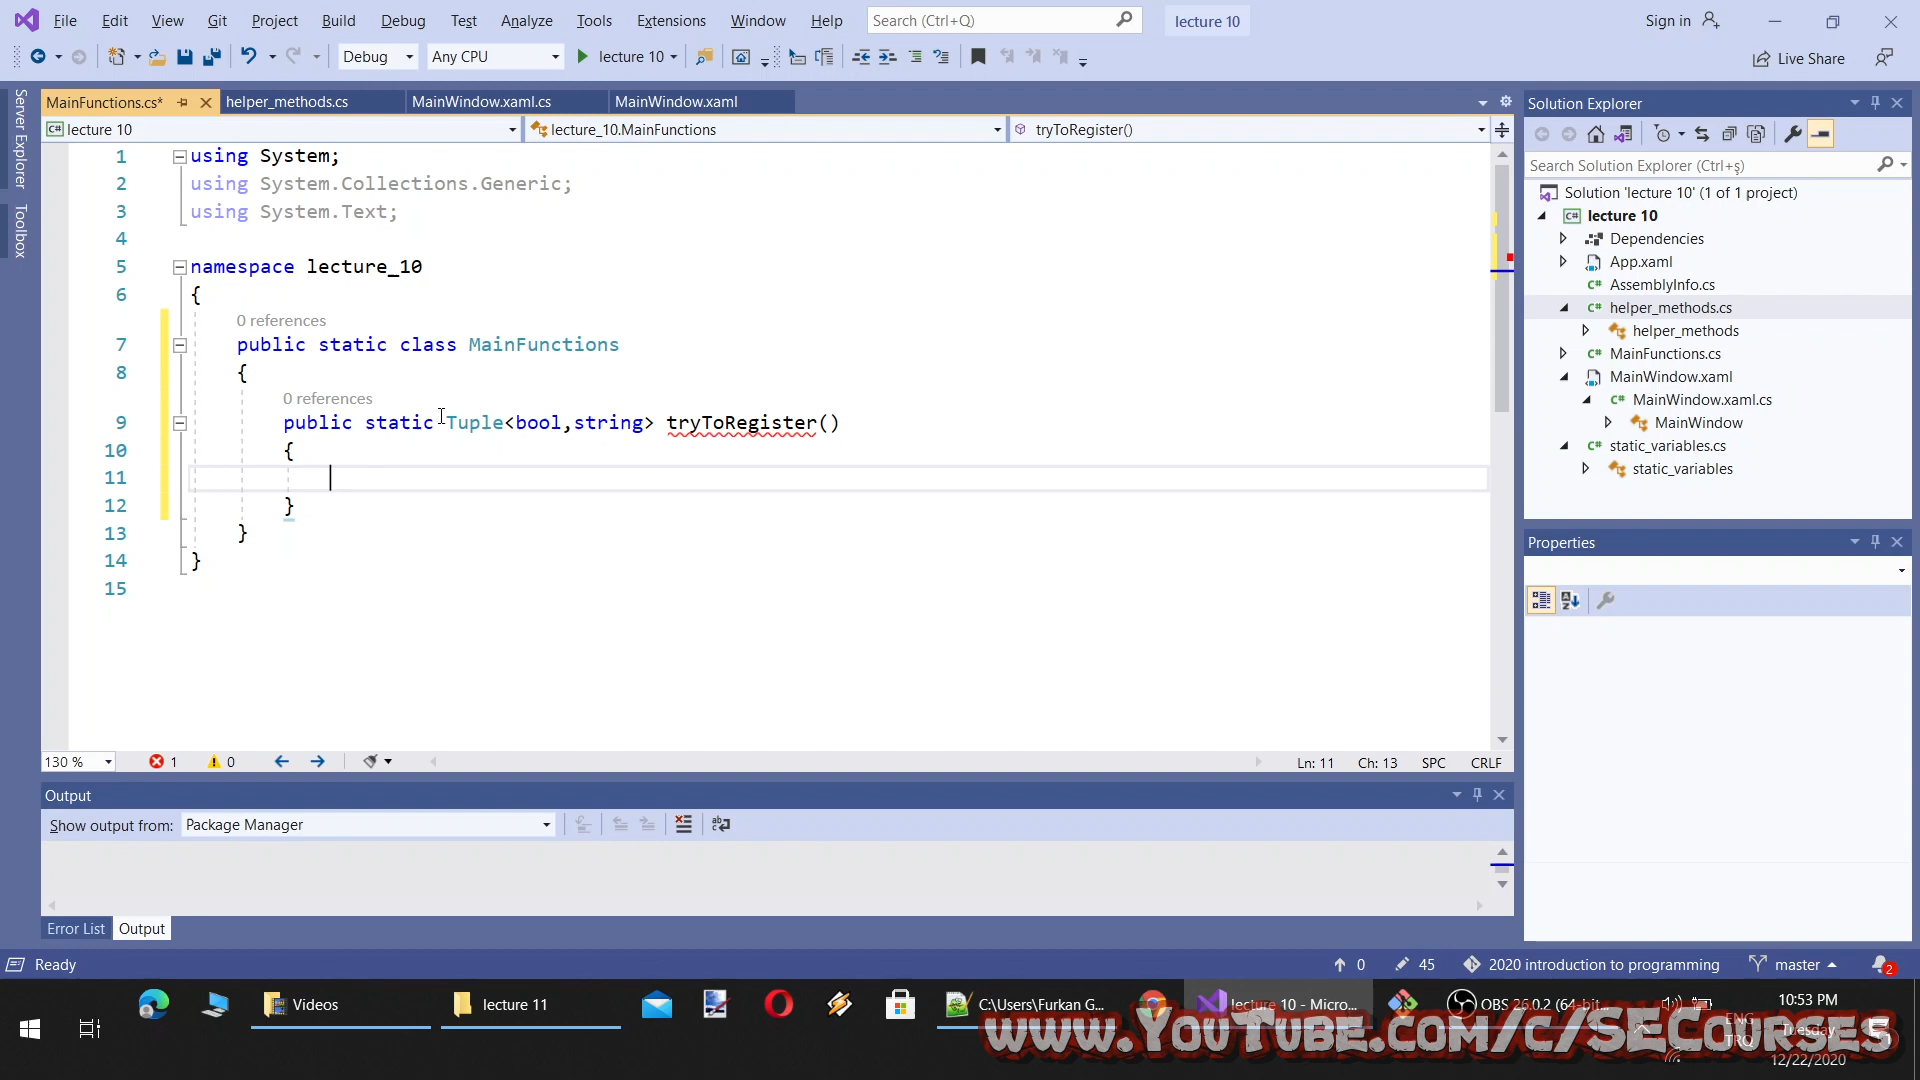 File Edit View Git Project Build Debug Test Analyze Tools Extensions Window Help Search (Ctrl+Q) lecture 10 Sign in
Debug Any CPU lecture 10 Live Share
Server Explorer
Toolbox
MainFunctions.cs* helper_methods.cs MainWindow.xaml.cs MainWindow.xaml
lecture 10 lecture_10.MainFunctions tryToRegister()
1 using System;
2 using System.Collections.Generic;
3 using System.Text;
4
5 namespace lecture_10
6 {
0 references
7 public static class MainFunctions
8 {
0 references
9 public static Tuple<bool,string> tryToRegister()
10 {
11
12 }
13 }
14 }
15
130 % 1 0 Ln: 11 Ch: 13 SPC CRLF
Output
Show output from: Package Manager
Error List Output
Solution Explorer
Search Solution Explorer (Ctrl+ş)
Solution 'lecture 10' (1 of 1 project)
lecture 10
Dependencies
App.xaml
AssemblyInfo.cs
helper_methods.cs
helper_methods
MainFunctions.cs
MainWindow.xaml
MainWindow.xaml.cs
MainWindow
static_variables.cs
static_variables
Properties
Ready 0 45 2020 introduction to programming master 2
Videos lecture 11 C:\Users\Furkan G... lecture 10 - Micro... OBS 26.0.2 (64-bit... ENG TRQ 10:53 PM
Tuesday
12/22/2020
www.YouTube.com/c/SECourses